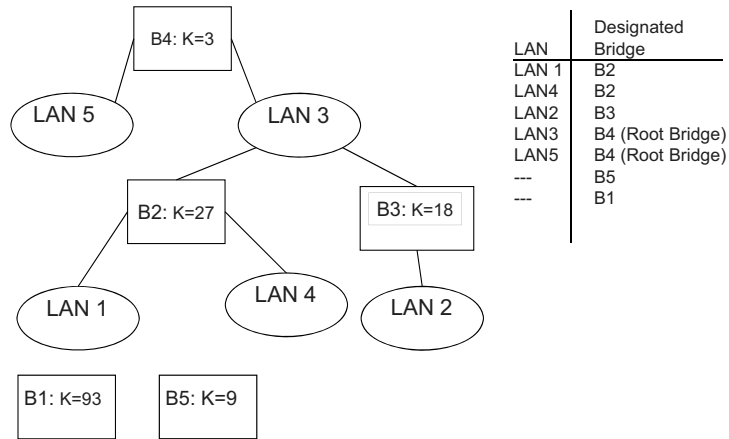 B4: K=3
LAN 5
LAN 3
B2: K=27
B3: K=18
LAN 1
LAN 4
LAN 2
B1: K=93
B5: K=9
Designated
LAN Bridge
LAN 1 B2
LAN4 B2
LAN2 B3
LAN3 B4 (Root Bridge)
LAN5 B4 (Root Bridge)
--- B5
--- B1